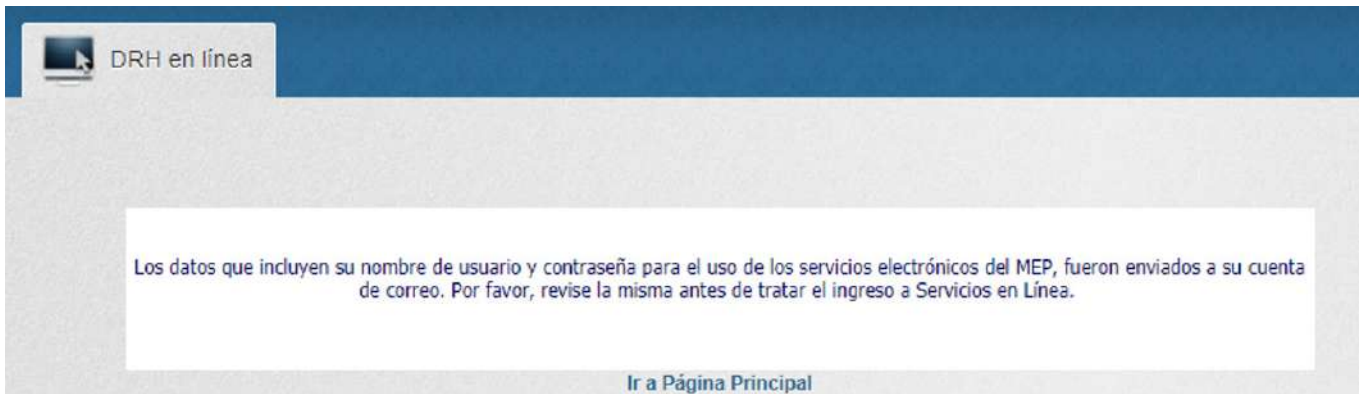 DRH en línea
Los datos que incluyen su nombre de usuario y contraseña para el uso de los servicios electrónicos del MEP, fueron enviados a su cuenta
de correo. Por favor, revise la misma antes de tratar el ingreso a Servicios en Línea.
Ir a Página Principal